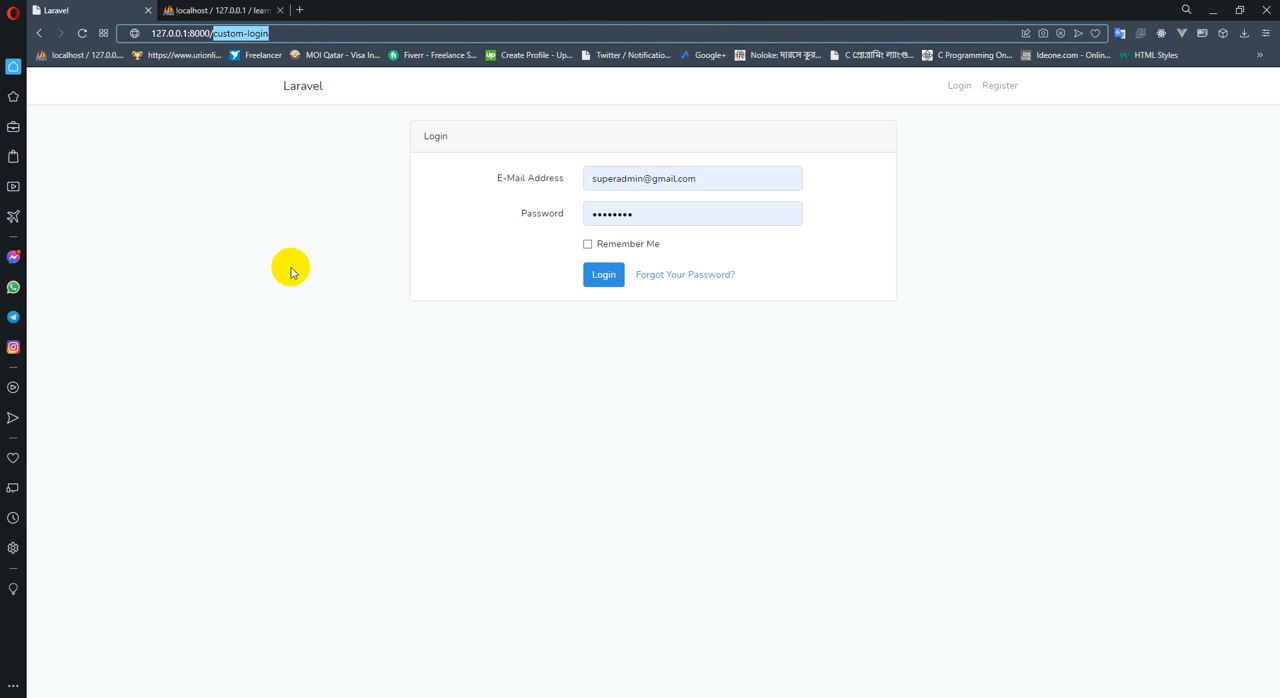 Laravel
localhost / 127.0.0.1 / learn
127.0.0.1:8000/custom-login
localhost / 127.0.0....
https://www.urionli...
Freelancer
MOI Qatar - Visa In...
Fiverr - Freelance S...
Create Profile - Up...
Twitter / Notificatio...
Google+
Noloke: দারসে কুর...
C প্রোগ্রামিং ল্যাংগু...
C Programming On...
Ideone.com - Onlin...
HTML Styles
»
Laravel
Login
Register
Login
E-Mail Address
superadmin@gmail.com
Password
••••••••
Remember Me
Login
Forgot Your Password?